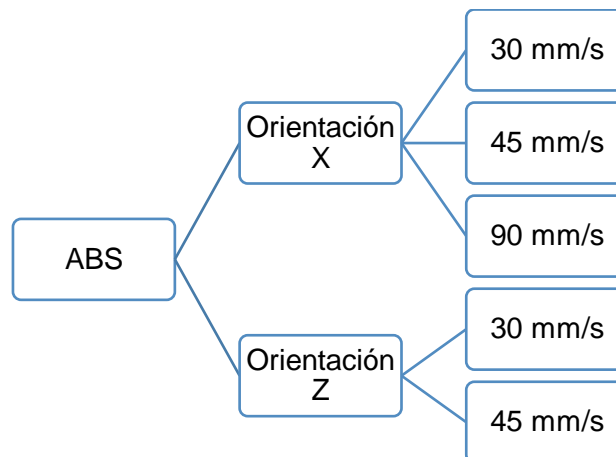 ABS
Orientación
X
30 mm/s
45 mm/s
90 mm/s
Orientación
Z
30 mm/s
45 mm/s